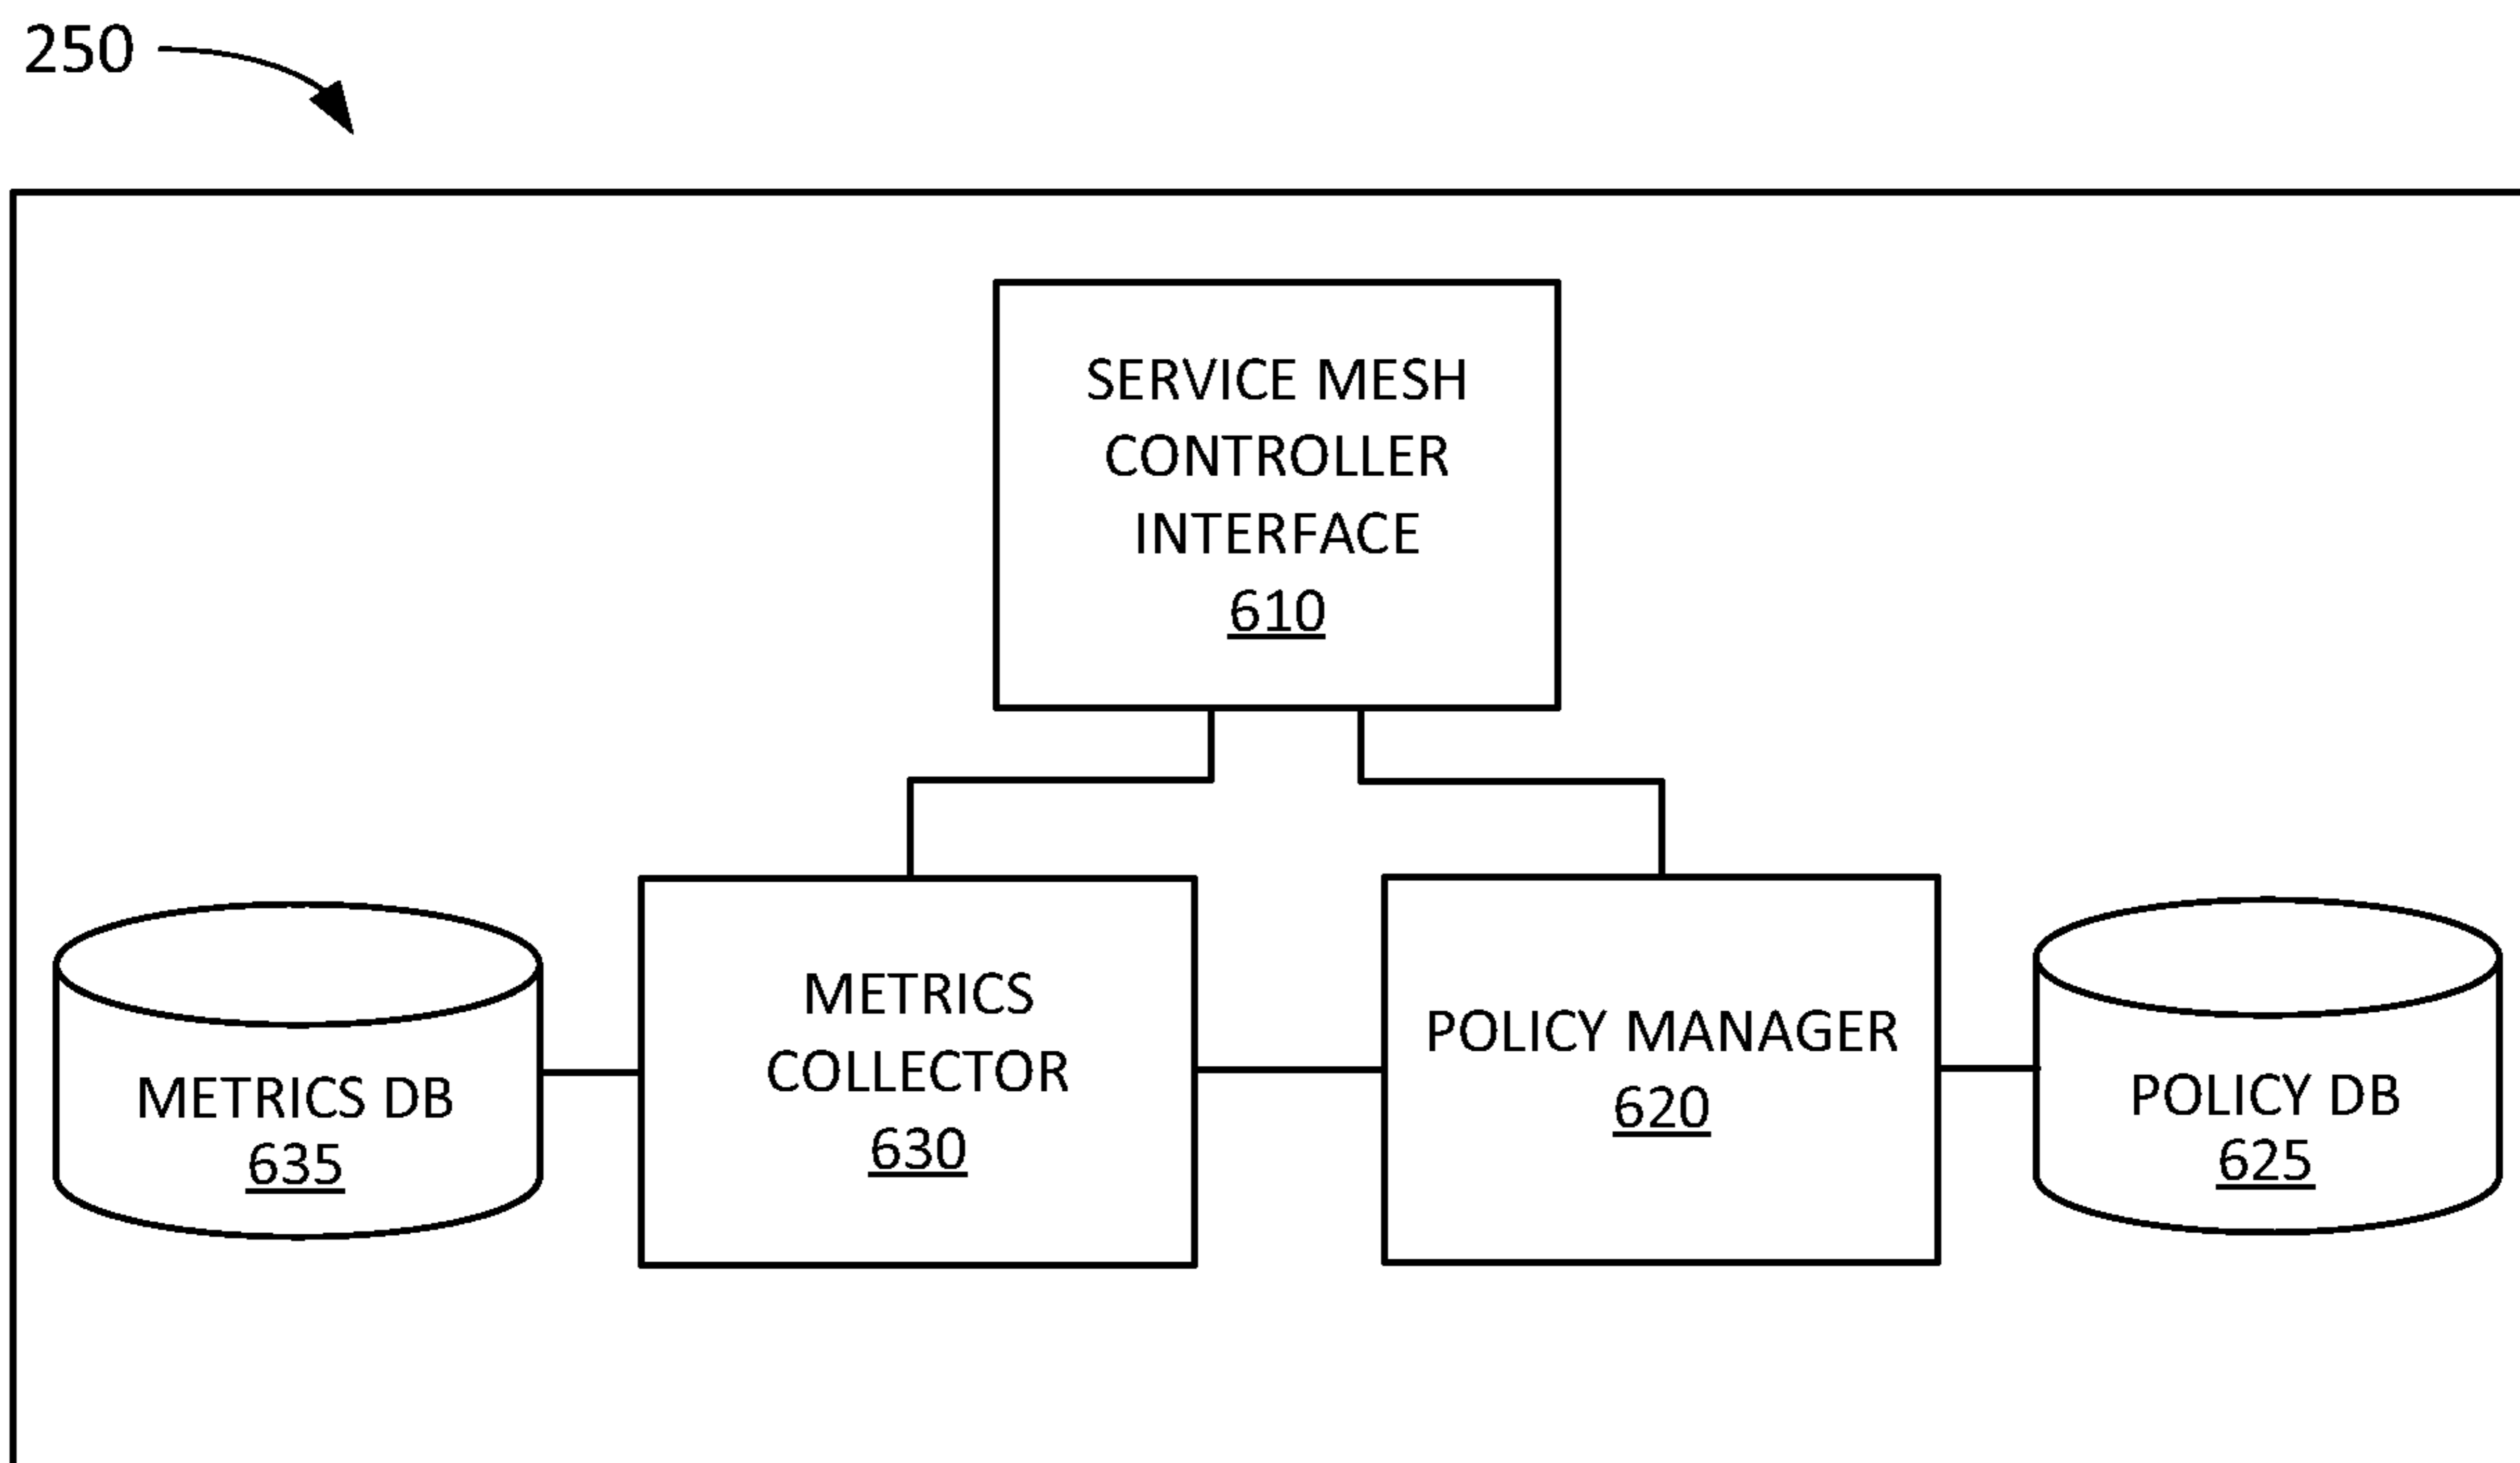 250
SERVICE MESH
CONTROLLER
INTERFACE
610
METRICS DB
635
METRICS
COLLECTOR
630
POLICY MANAGER
620
POLICY DB
625